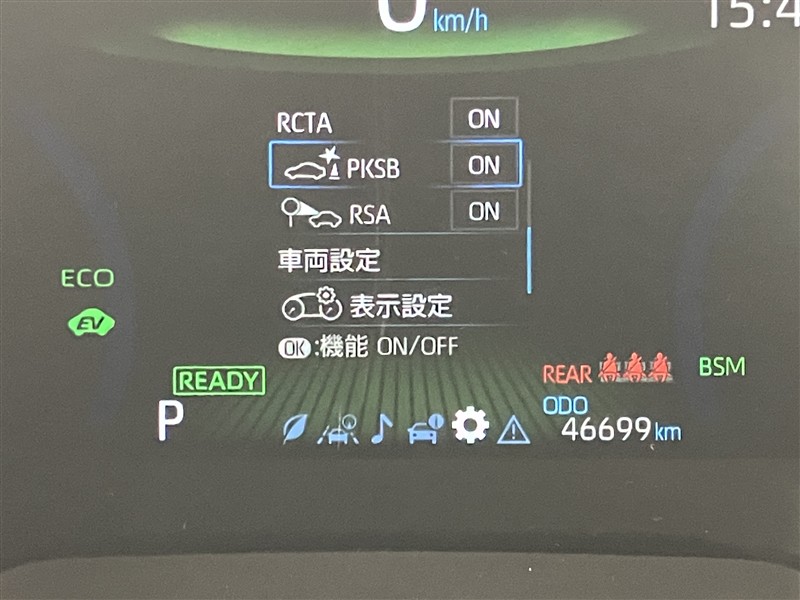 0 km/h
15:4
RCTA ON
PKSB ON
RSA ON
車両設定
ECO
EV
表示設定
OK:機能 ON/OFF
READY
REAR
BSM
P
ODO
46699km